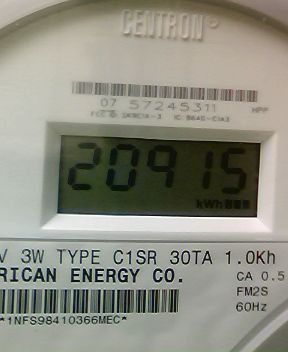 CENTRON®
07 57245311 HPP
20915
kWh
V 3W TYPE C1SR 30TA 1.0Kh
RICAN ENERGY CO. CA 0.5
FM2S
*1NFS98410366MEC* 60Hz